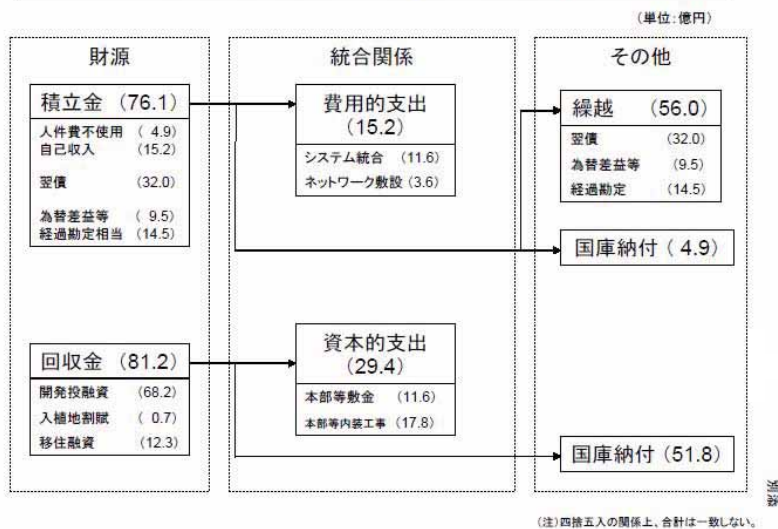 （単位：億円）
財源
積立金 （76.1）
人件費不使用 （ 4.9）
自己収入 （15.2）
翌債 （32.0）
為替差益等 （ 9.5）
経過勘定相当 （14.5）
回収金 （81.2）
開発投融資 （68.2）
入植地割賦 （ 0.7）
移住融資 （12.3）
統合関係
費用的支出
（15.2）
システム統合 （11.6）
ネットワーク敷設 （3.6）
資本的支出
（29.4）
本部等敷金 （11.6）
本部等内装工事 （17.8）
その他
繰越 （56.0）
翌債 （32.0）
為替差益等 （9.5）
経過勘定 （14.5）
国庫納付 （ 4.9）
国庫納付 （51.8）
別添
（注）四捨五入の関係上、合計は一致しない。